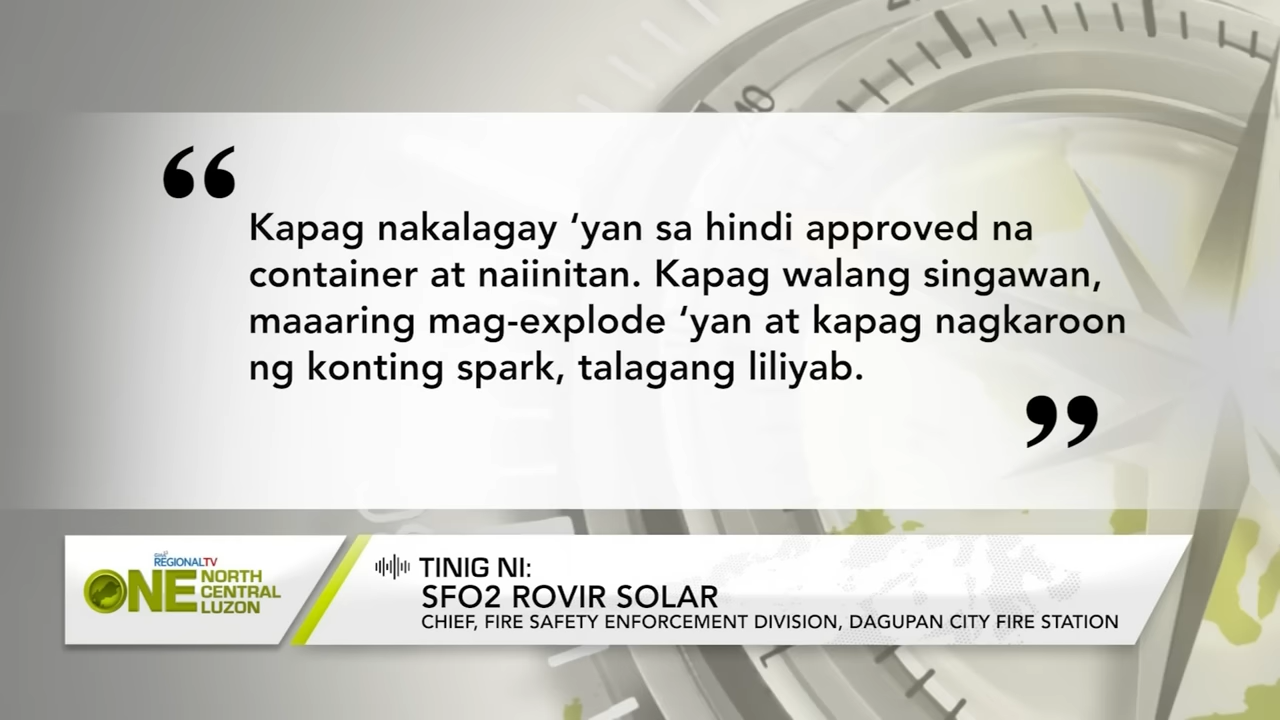 “
Kapag nakalagay ‘yan sa hindi approved na
container at naiinitan. Kapag walang singawan,
maaaring mag-explode ‘yan at kapag nagkaroon
ng konting spark, talagang liliyab.
”
GMA REGIONALTV
ONE NORTH
CENTRAL
LUZON
TINIG NI:
SFO2 ROVIR SOLAR
CHIEF, FIRE SAFETY ENFORCEMENT DIVISION, DAGUPAN CITY FIRE STATION